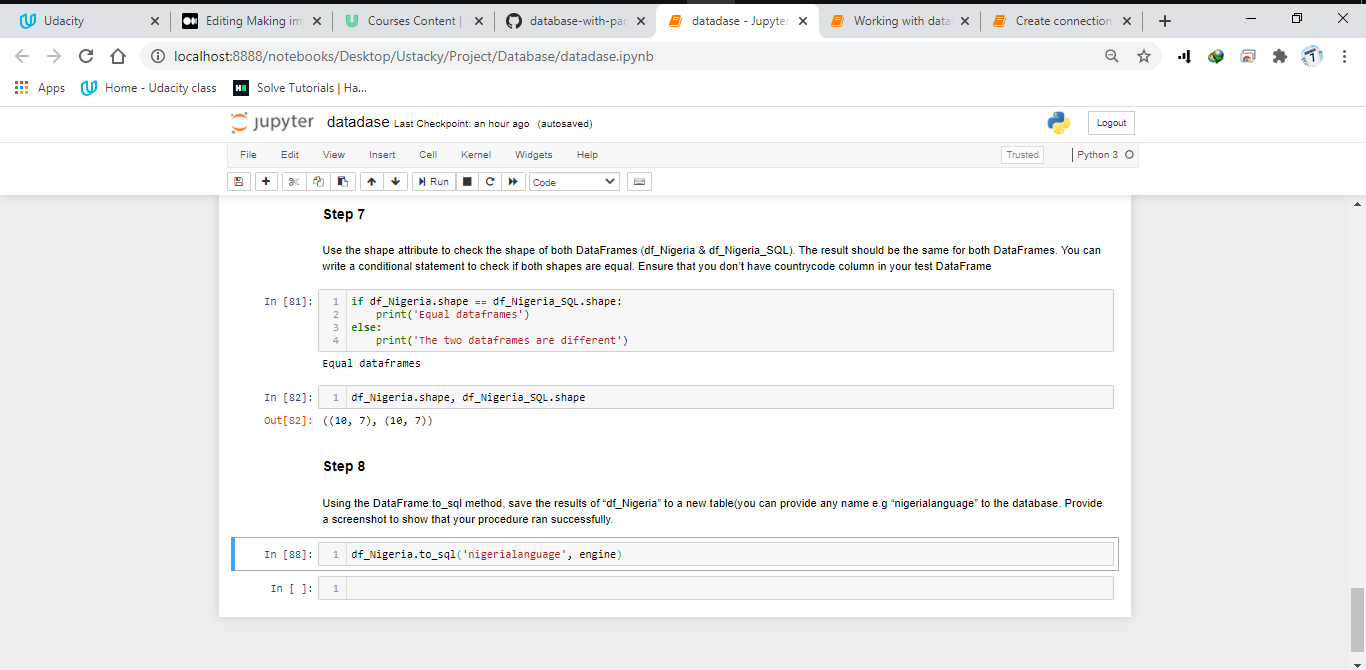 Udacity
Editing Making im
Courses Content |
database-with-pan
datadase - Jupyter
Working with data
Create connection
localhost:8888/notebooks/Desktop/Ustacky/Project/Database/datadase.ipynb
Apps
Home - Udacity class
Solve Tutorials | Ha...
jupyter datadase Last Checkpoint: an hour ago (autosaved)
Logout
File Edit View Insert Cell Kernel Widgets Help
Trusted
Python 3
Run
Code
Step 7
Use the shape attribute to check the shape of both DataFrames (df_Nigeria & df_Nigeria_SQL). The result should be the same for both DataFrames. You can
write a conditional statement to check if both shapes are equal. Ensure that you don't have countrycode column in your test DataFrame
In [81]: 1 if df_Nigeria.shape == df_Nigeria_SQL.shape:
2 print('Equal dataframes')
3 else:
4 print('The two dataframes are different')
Equal dataframes
In [82]: 1 df_Nigeria.shape, df_Nigeria_SQL.shape
Out[82]: ((10, 7), (10, 7))
Step 8
Using the DataFrame.to_sql method, save the results of “df_Nigeria” to a new table(you can provide any name e.g “nigerialanguage” to the database. Provide
a screenshot to show that your procedure ran successfully.
In [88]: 1 df_Nigeria.to_sql('nigerialanguage', engine)
In [ ]: 1